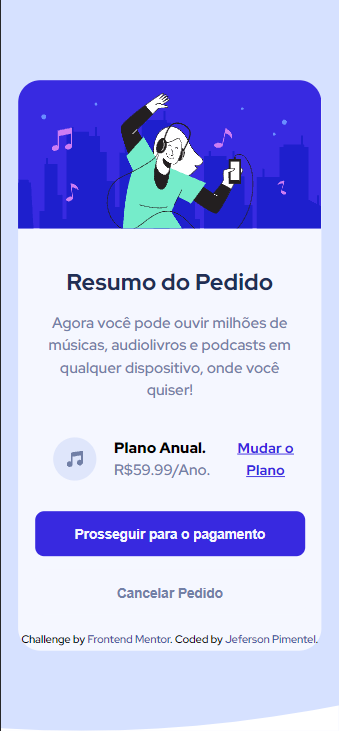 Resumo do Pedido
Agora você pode ouvir milhões de
músicas, audiolivros e podcasts em
qualquer dispositivo, onde você
quiser!
Plano Anual.
R$59.99/Ano.
Mudar o
Plano
Prosseguir para o pagamento
Cancelar Pedido
Challenge by Frontend Mentor. Coded by Jeferson Pimentel.